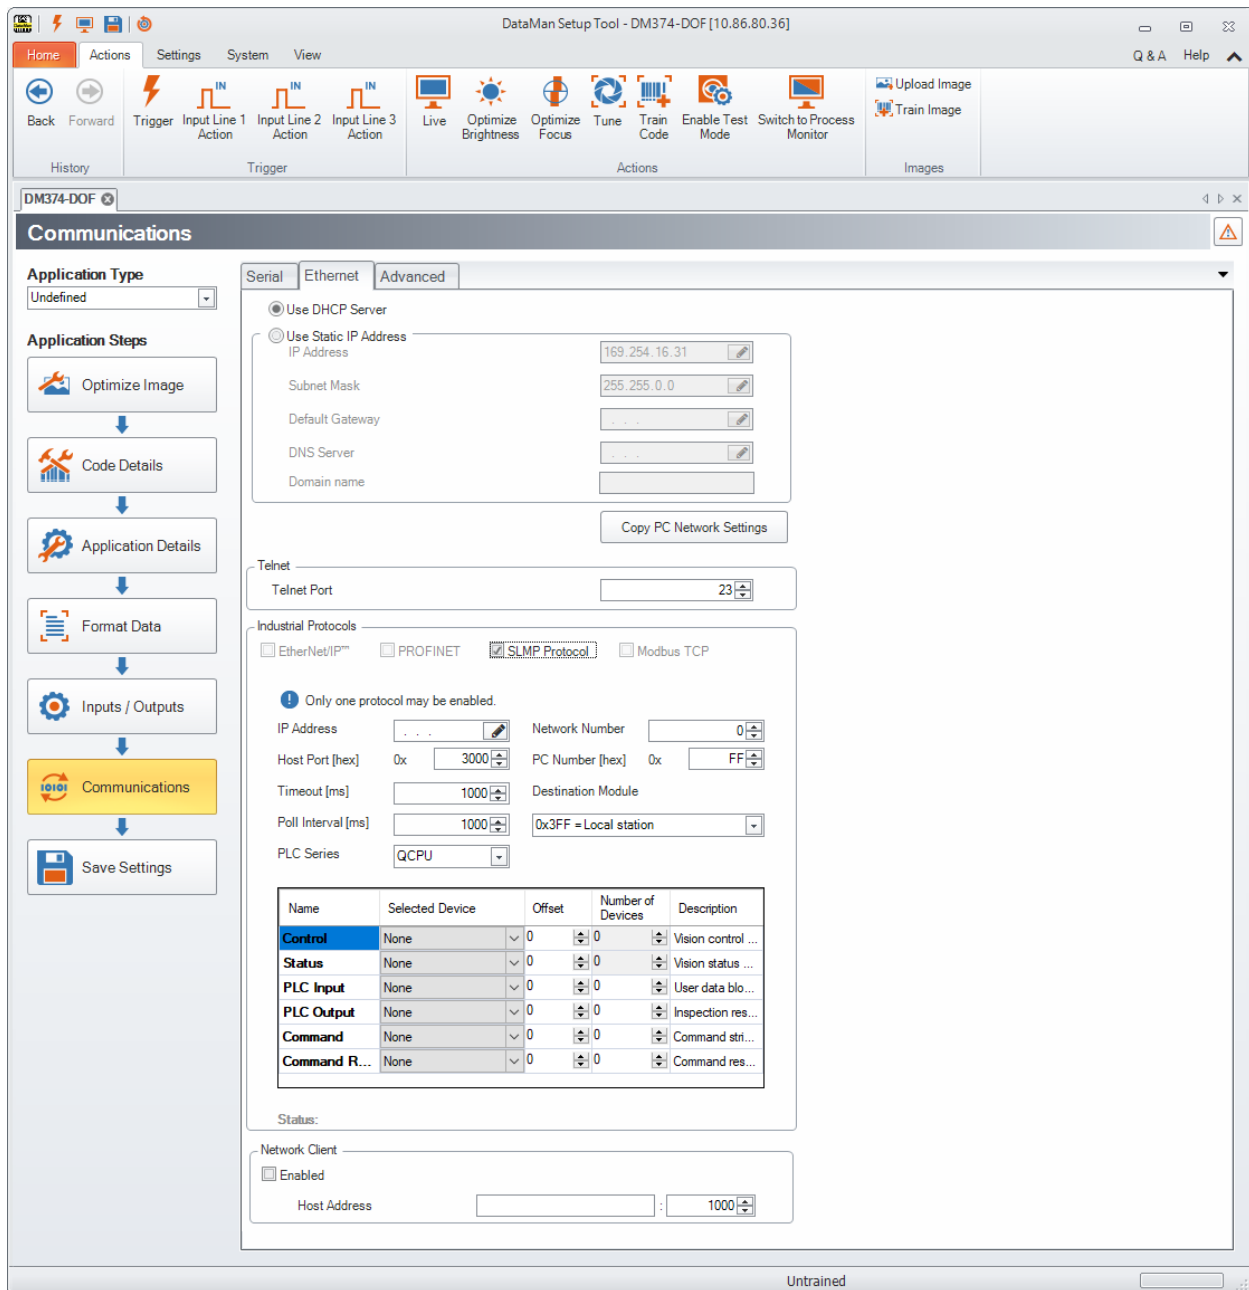 DataMan Setup Tool - DM374-DOF [10.86.80.36]
Home Actions Settings System View Q & A Help
Back Forward Trigger Input Line 1 Action Input Line 2 Action Input Line 3 Action Live Optimize Brightness Optimize Focus Tune Train Code Enable Test Mode Switch to Process Monitor Upload Image
Train Image
History Trigger Actions Images
DM374-DOF
Communications
Application Type
Undefined
Application Steps
Optimize Image
Code Details
Application Details
Format Data
Inputs / Outputs
Communications
Save Settings
Serial Ethernet Advanced
Use DHCP Server
Use Static IP Address
IP Address 169.254.16.31
Subnet Mask 255.255.0.0
Default Gateway . . .
DNS Server . . .
Domain name
Copy PC Network Settings
Telnet
Telnet Port 23
Industrial Protocols
EtherNet/IP™ PROFINET SLMP Protocol Modbus TCP
Only one protocol may be enabled.
IP Address . . . Network Number 0
Host Port [hex] 0x 3000 PC Number [hex] 0x FF
Timeout [ms] 1000 Destination Module
Poll Interval [ms] 1000 0x3FF = Local station
PLC Series QCPU
Name Selected Device Offset Number of Devices Description
Control None 0 0 Vision control ...
Status None 0 0 Vision status ...
PLC Input None 0 0 User data blo...
PLC Output None 0 0 Inspection res...
Command None 0 0 Command stri...
Command R... None 0 0 Command res...
Status:
Network Client
Enabled
Host Address : 1000
Untrained